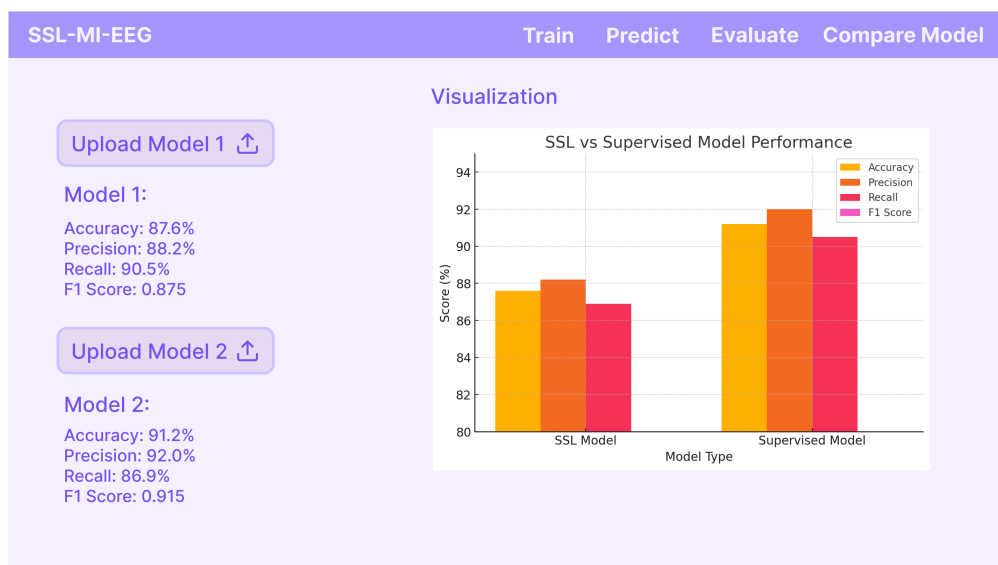 SSL-MI-EEG
Train Predict Evaluate Compare Model
Upload Model 1
Model 1:
Accuracy: 87.6%
Precision: 88.2%
Recall: 90.5%
F1 Score: 0.875
Upload Model 2
Model 2:
Accuracy: 91.2%
Precision: 92.0%
Recall: 86.9%
F1 Score: 0.915
Visualization
SSL vs Supervised Model Performance
Accuracy
Precision
Recall
F1 Score
Score (%)
94
92
90
88
86
84
82
80
SSL Model Supervised Model
Model Type